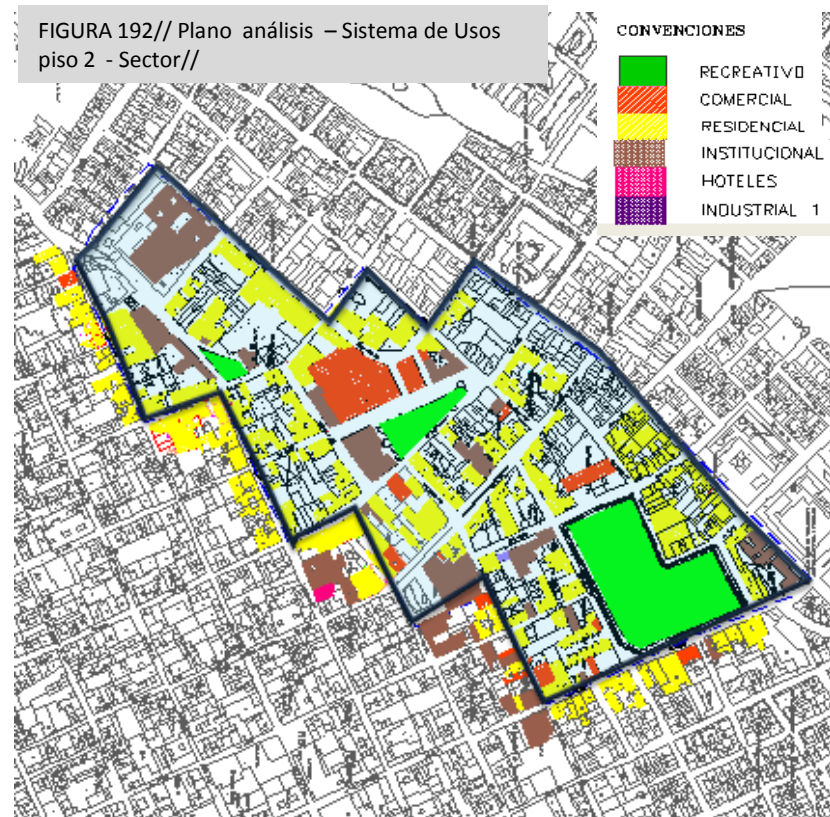 FIGURA 192// Plano análisis – Sistema de Usos
piso 2 - Sector//
CONVENCIONES
RECREATIVO
COMERCIAL
RESIDENCIAL
INSTITUCIONAL
HOTELES
INDUSTRIAL 1